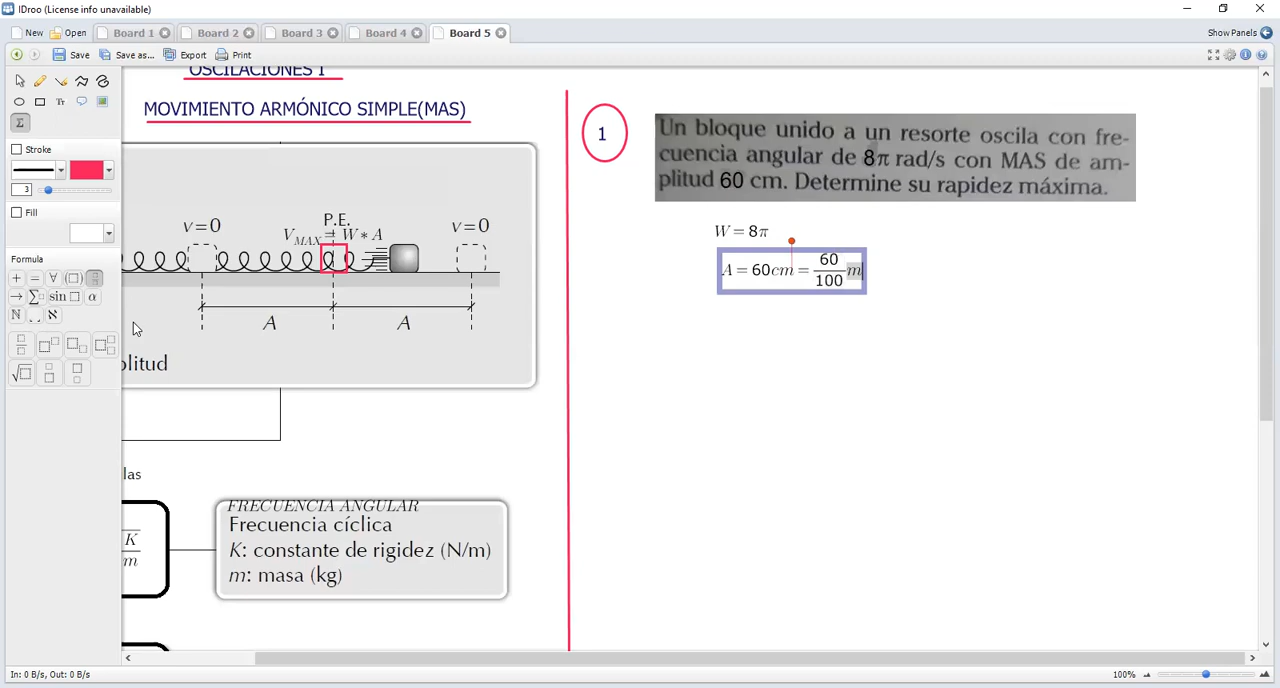 IDroo (License info unavailable)
New Open Board 1 Board 2 Board 3 Board 4 Board 5 Show Panels
Save Save as... Export Print
Stroke
3
Fill
Formula
+ = ∀ (□)
→ Σ sin □ α
ℕ ℵ
OSCILACIONES I
MOVIMIENTO ARMÓNICO SIMPLE(MAS)
P.E.
V=0 V_{MAX} = W * A V=0
A A
plitud
las
K
m
FRECUENCIA ANGULAR
Frecuencia cíclica
K: constante de rigidez (N/m)
m: masa (kg)
1
Un bloque unido a un resorte oscila con fre-
cuencia angular de 8π rad/s con MAS de am-
plitud 60 cm. Determine su rapidez máxima.
W = 8π
A = 60cm = 60/100 m
In: 0 B/s, Out: 0 B/s 100%